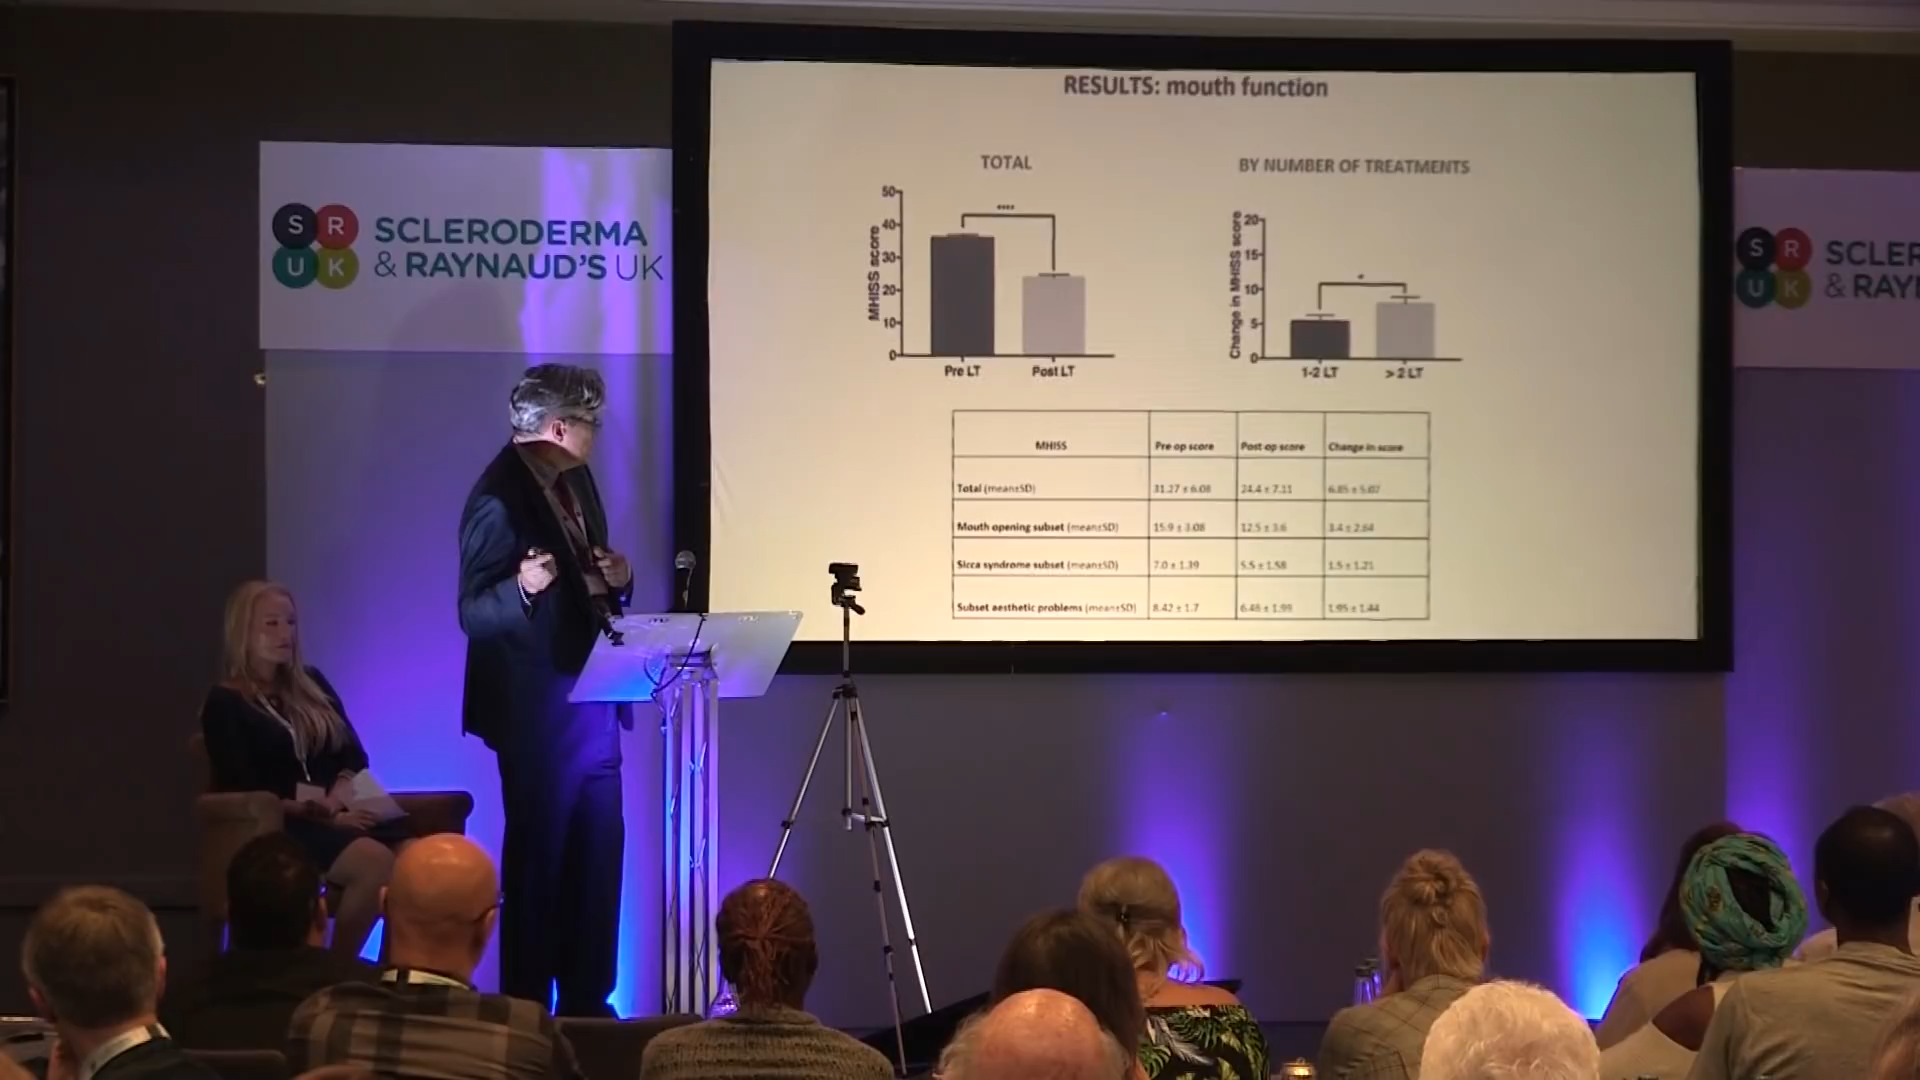 RESULTS: mouth function
S R
U K
SCLERODERMA
& RAYNAUD'S UK
TOTAL
MHISS score
50
40
30
20
10
0
****
Pre LT
Post LT
BY NUMBER OF TREATMENTS
Change in MHISS score
20
15
10
5
0
*
1-2 LT
> 2 LT
MHISS Pre op score Post op score Change in score
Total (mean±SD) 31.27 ± 6.08 24.4 ± 7.11 6.85 ± 5.07
Mouth opening subset (mean±SD) 15.9 ± 3.08 12.5 ± 3.6 3.4 ± 2.64
Sicca syndrome subset (mean±SD) 7.0 ± 1.39 5.5 ± 1.58 1.5 ± 1.21
Subset aesthetic problems (mean±SD) 8.42 ± 1.7 6.46 ± 1.99 1.95 ± 1.44
S R
U K
SCLER
& RAY